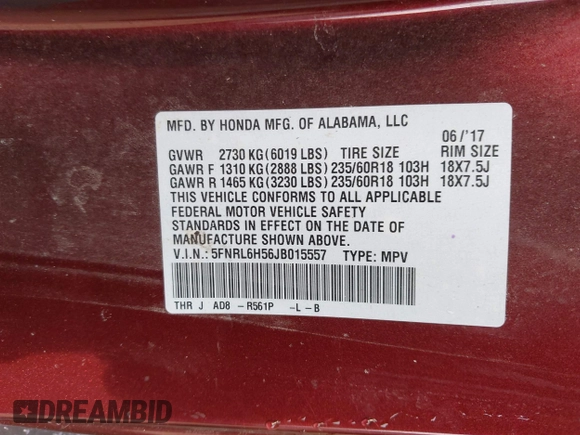 MFD. BY HONDA MFG. OF ALABAMA, LLC
06/'17
GVWR 2730 KG(6019 LBS) TIRE SIZE RIM SIZE
GAWR F 1310 KG(2888 LBS) 235/60R18 103H 18X7.5J
GAWR R 1465 KG(3230 LBS) 235/60R18 103H 18X7.5J
THIS VEHICLE CONFORMS TO ALL APPLICABLE
FEDERAL MOTOR VEHICLE SAFETY
STANDARDS IN EFFECT ON THE DATE OF
MANUFACTURE SHOWN ABOVE.
V.I.N.: 5FNRL6H56JB015557 TYPE: MPV
THR J AD8 -R561P -L-B
DREAMBID